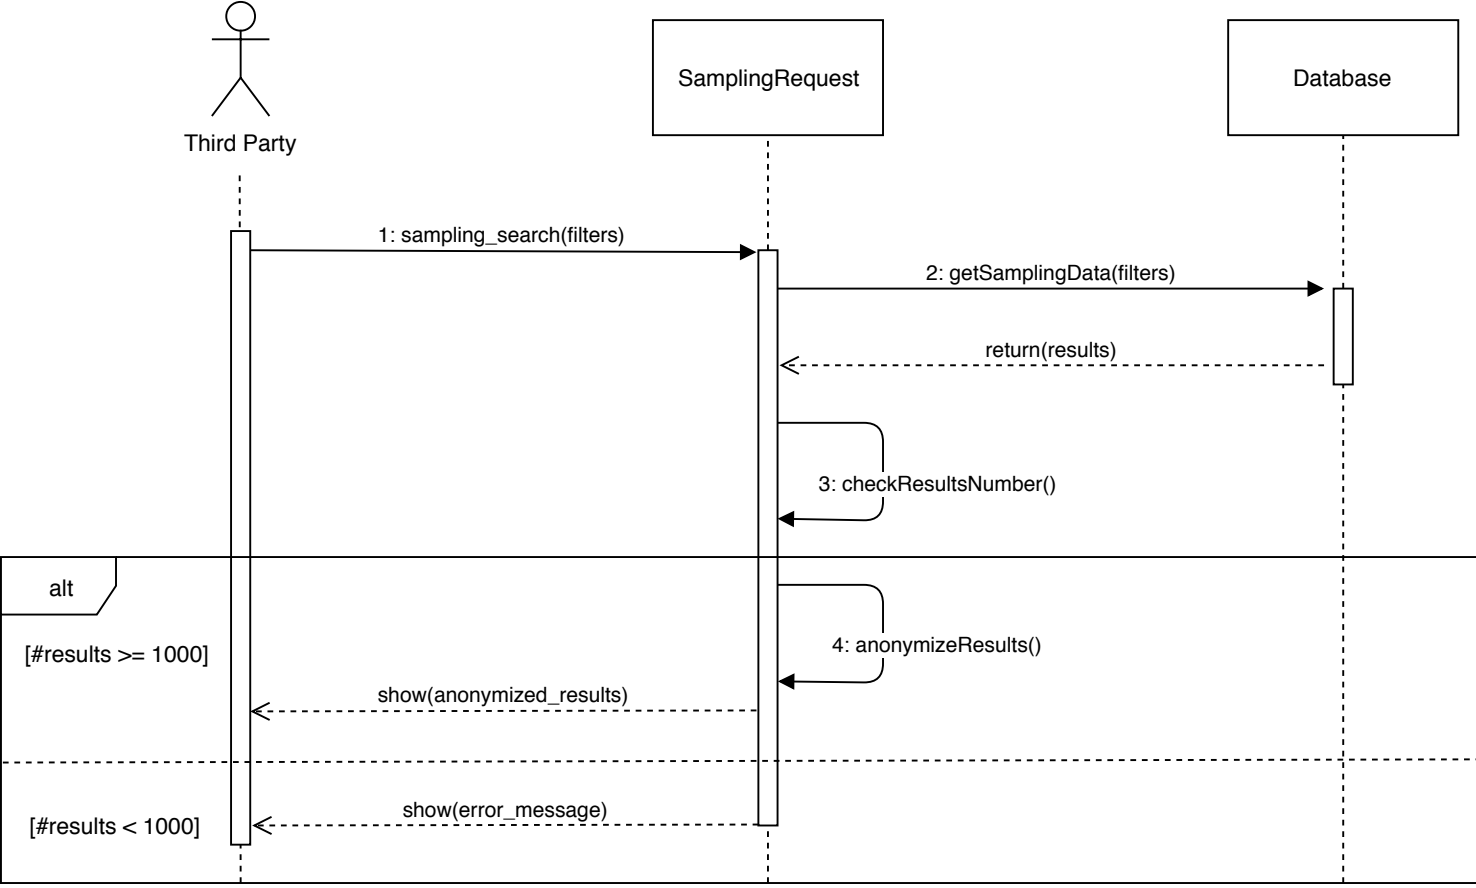 Third Party
SamplingRequest
Database
1: sampling_search(filters)
2: getSamplingData(filters)
return(results)
3: checkResultsNumber()
alt
4: anonymizeResults()
[#results >= 1000]
show(anonymized_results)
show(error_message)
[#results < 1000]